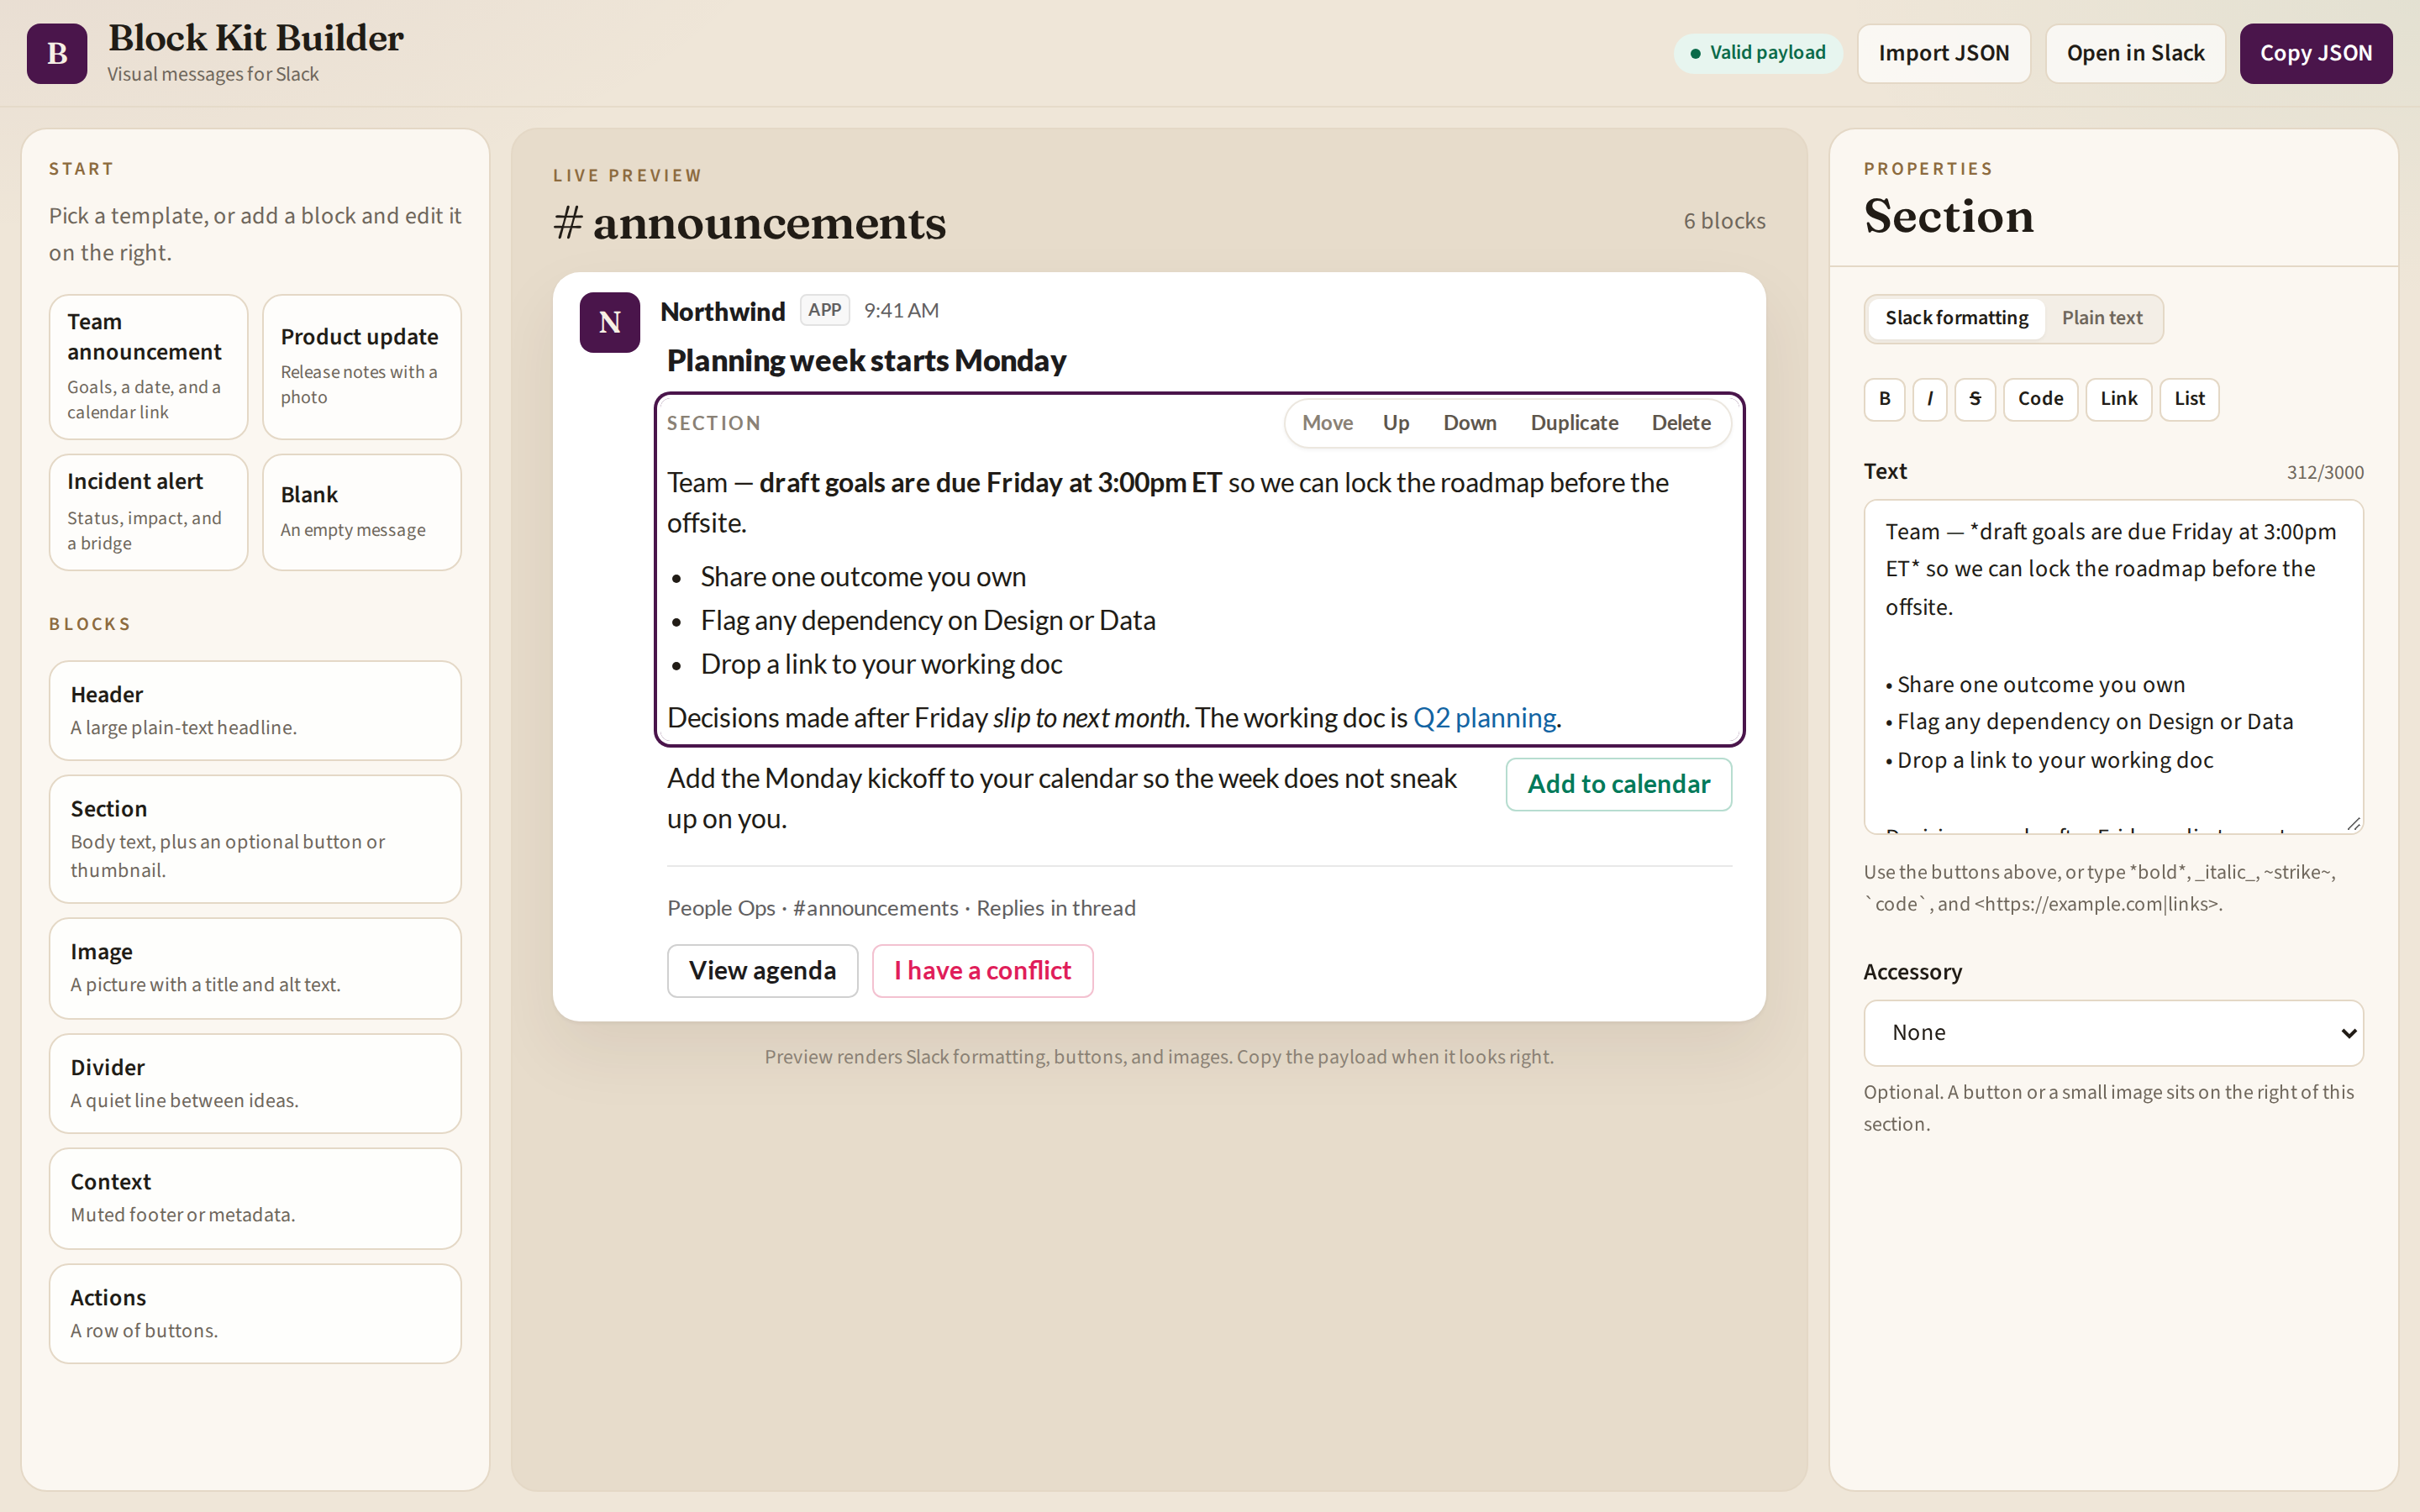 B
Block Kit Builder
Visual messages for Slack
Valid payload
Import JSON
Open in Slack
Copy JSON
START
Pick a template, or add a block and edit it
on the right.
Team
announcement
Goals, a date, and a
calendar link
Product update
Release notes with a
photo
Incident alert
Status, impact, and
a bridge
Blank
An empty message
BLOCKS
Header
A large plain-text headline.
Section
Body text, plus an optional button or
thumbnail.
Image
A picture with a title and alt text.
Divider
A quiet line between ideas.
Context
Muted footer or metadata.
Actions
A row of buttons.
LIVE PREVIEW
# announcements
6 blocks
N
Northwind APP 9:41 AM
Planning week starts Monday
SECTION
Move Up Down Duplicate Delete
Team — draft goals are due Friday at 3:00pm ET so we can lock the roadmap before the
offsite.
• Share one outcome you own
• Flag any dependency on Design or Data
• Drop a link to your working doc
Decisions made after Friday slip to next month. The working doc is Q2 planning.
Add the Monday kickoff to your calendar so the week does not sneak
up on you.
Add to calendar
People Ops · #announcements · Replies in thread
View agenda
I have a conflict
Preview renders Slack formatting, buttons, and images. Copy the payload when it looks right.
PROPERTIES
Section
Slack formatting
Plain text
B I S Code Link List
Text
312/3000
Team — *draft goals are due Friday at 3:00pm
ET* so we can lock the roadmap before the
offsite.
• Share one outcome you own
• Flag any dependency on Design or Data
• Drop a link to your working doc
Use the buttons above, or type *bold*, _italic_, ~strike~,
`code`, and <https://example.com|links>.
Accessory
None
Optional. A button or a small image sits on the right of this
section.